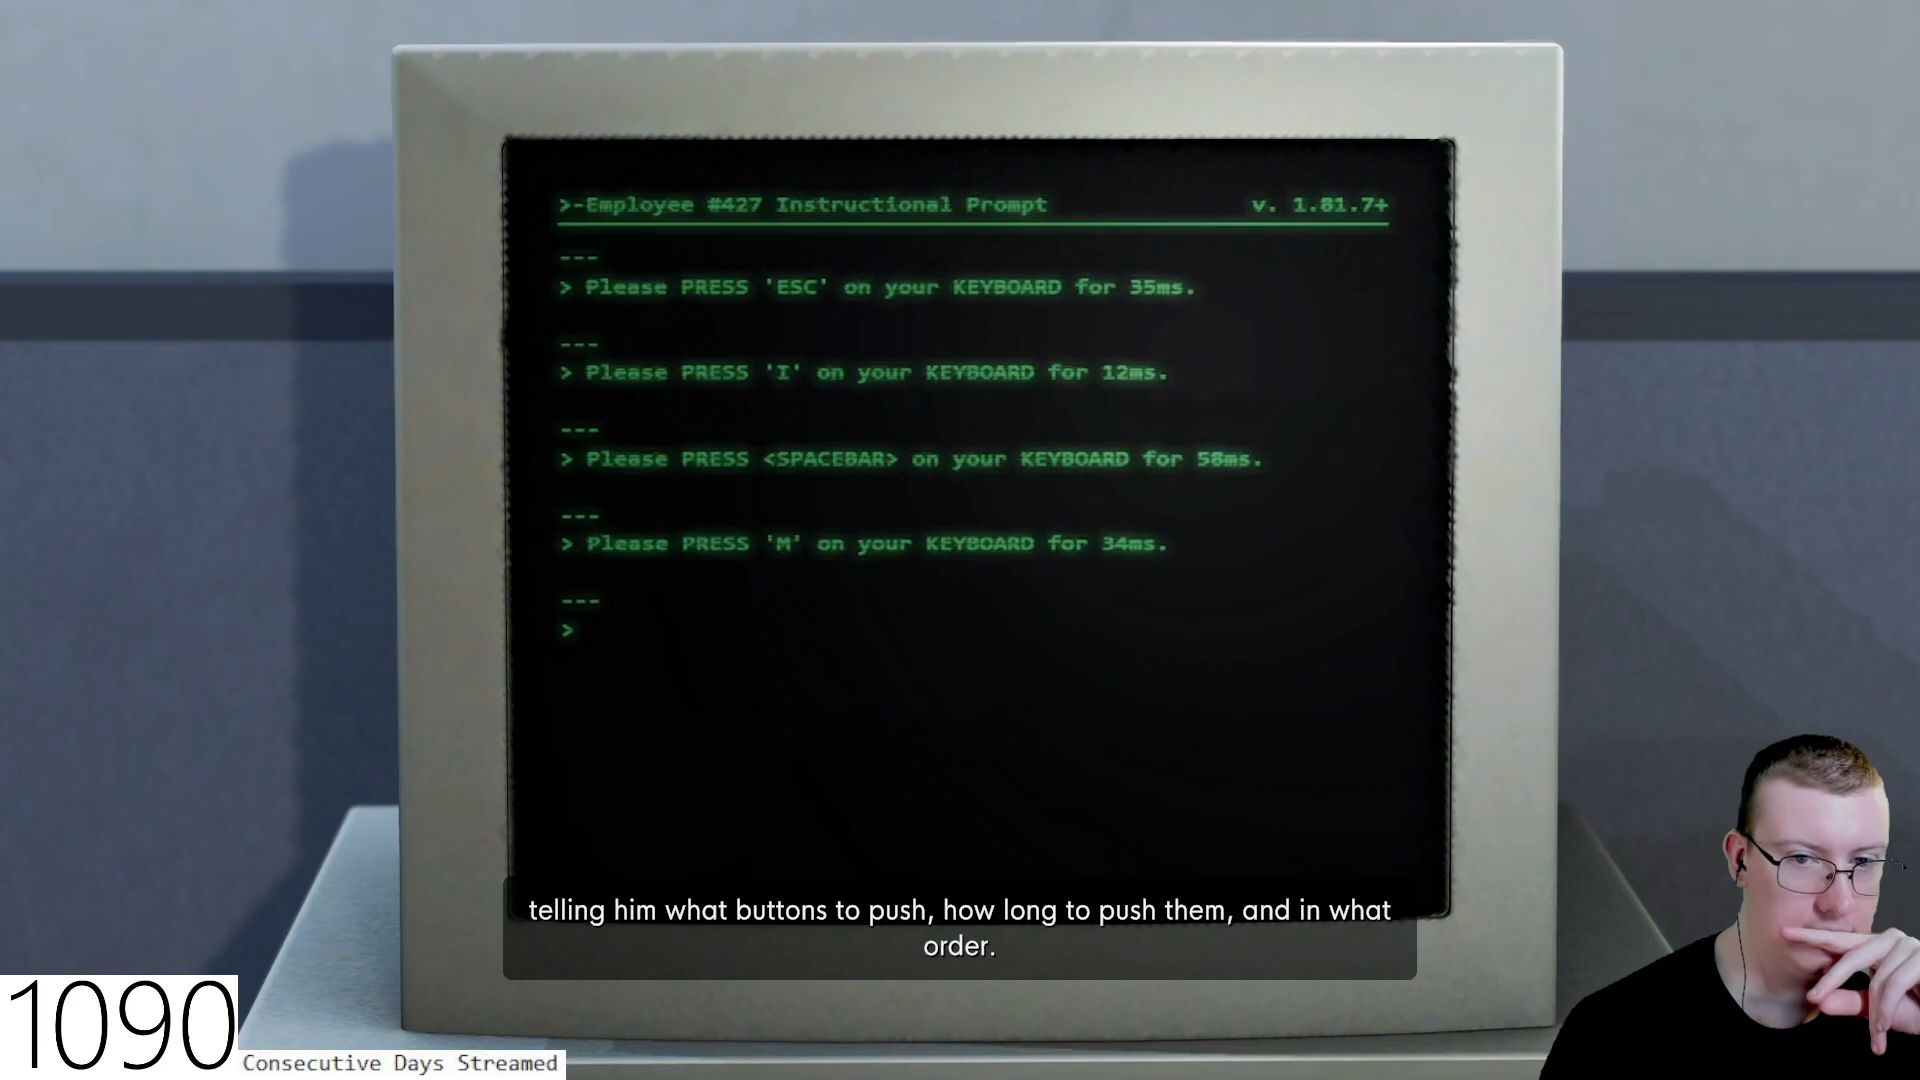 >-Employee #427 Instructional Prompt v. 1.81.7+
---
> Please PRESS 'ESC' on your KEYBOARD for 35ms.
---
> Please PRESS 'I' on your KEYBOARD for 12ms.
---
> Please PRESS <SPACEBAR> on your KEYBOARD for 58ms.
---
> Please PRESS 'M' on your KEYBOARD for 34ms.
---
>
telling him what buttons to push, how long to push them, and in what
order.
1090
Consecutive Days Streamed